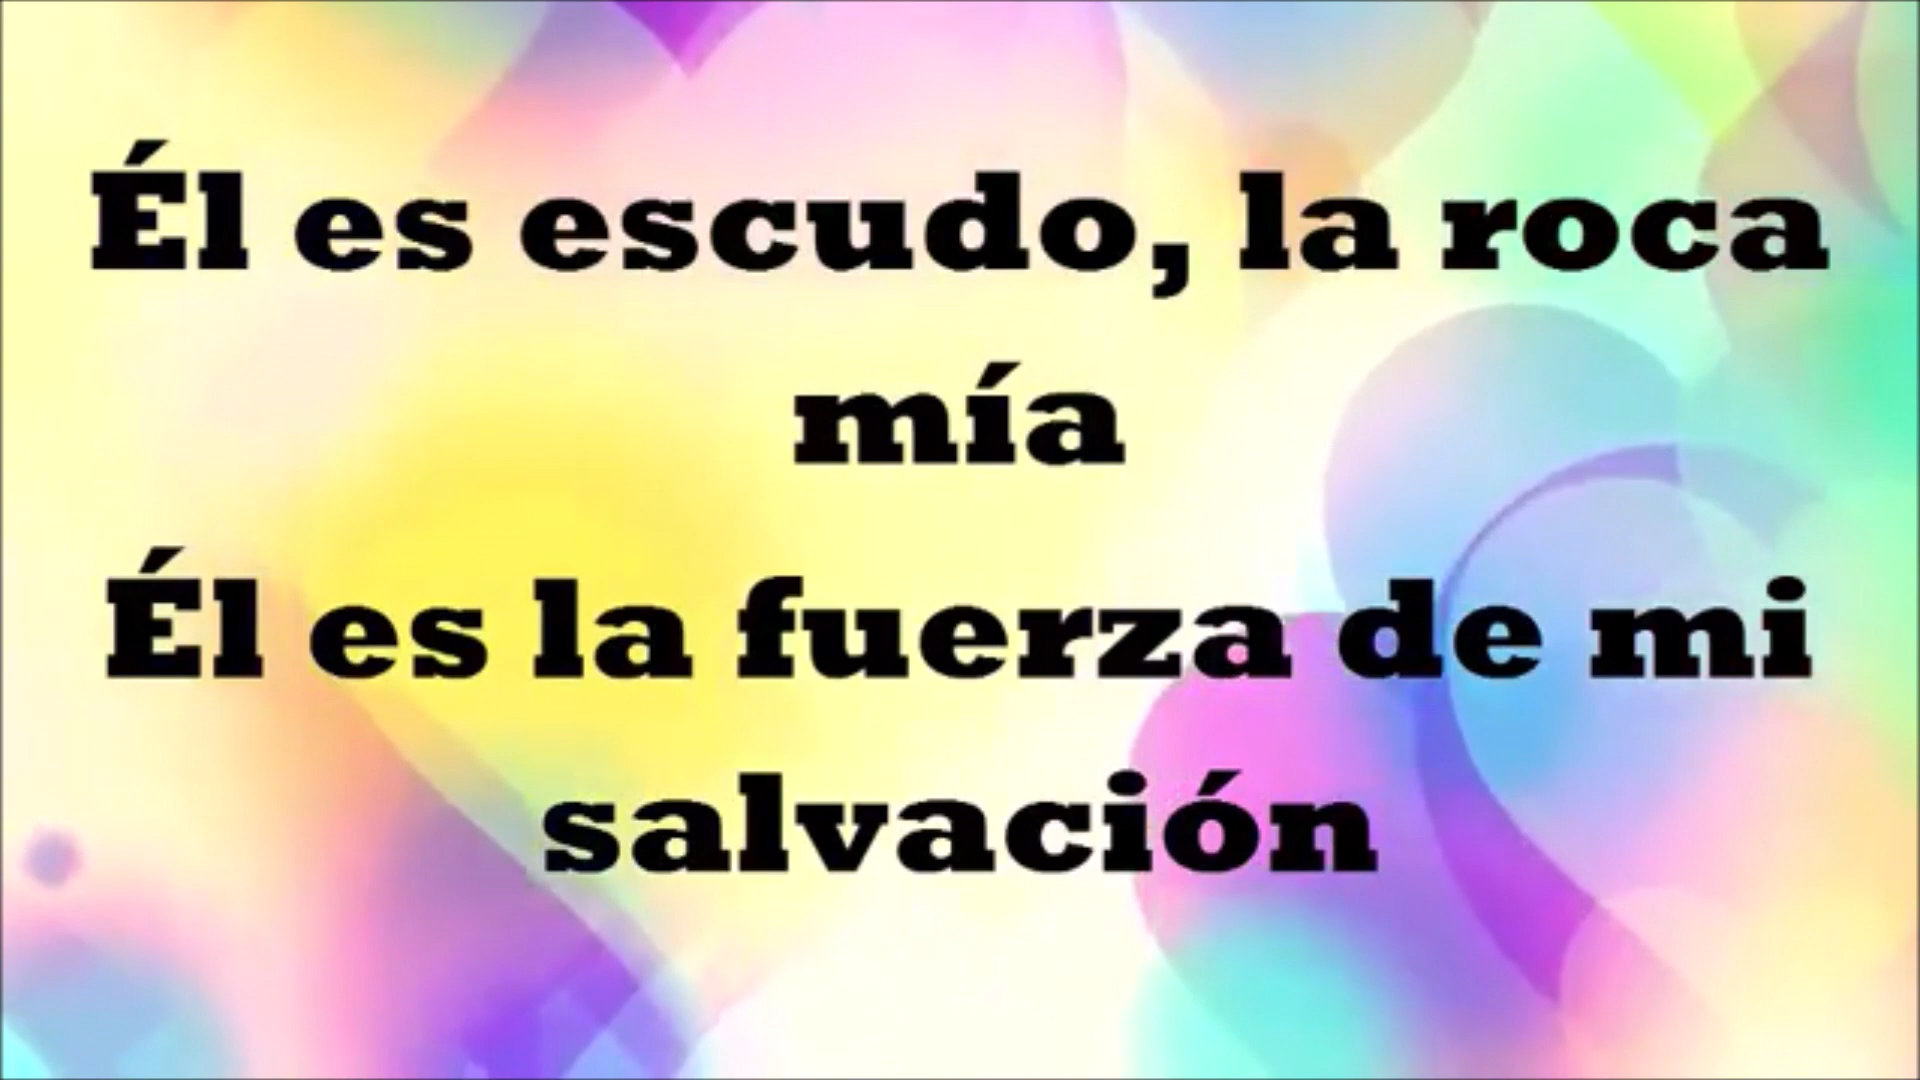 Él es escudo, la roca
mía
Él es la fuerza de mi
salvación